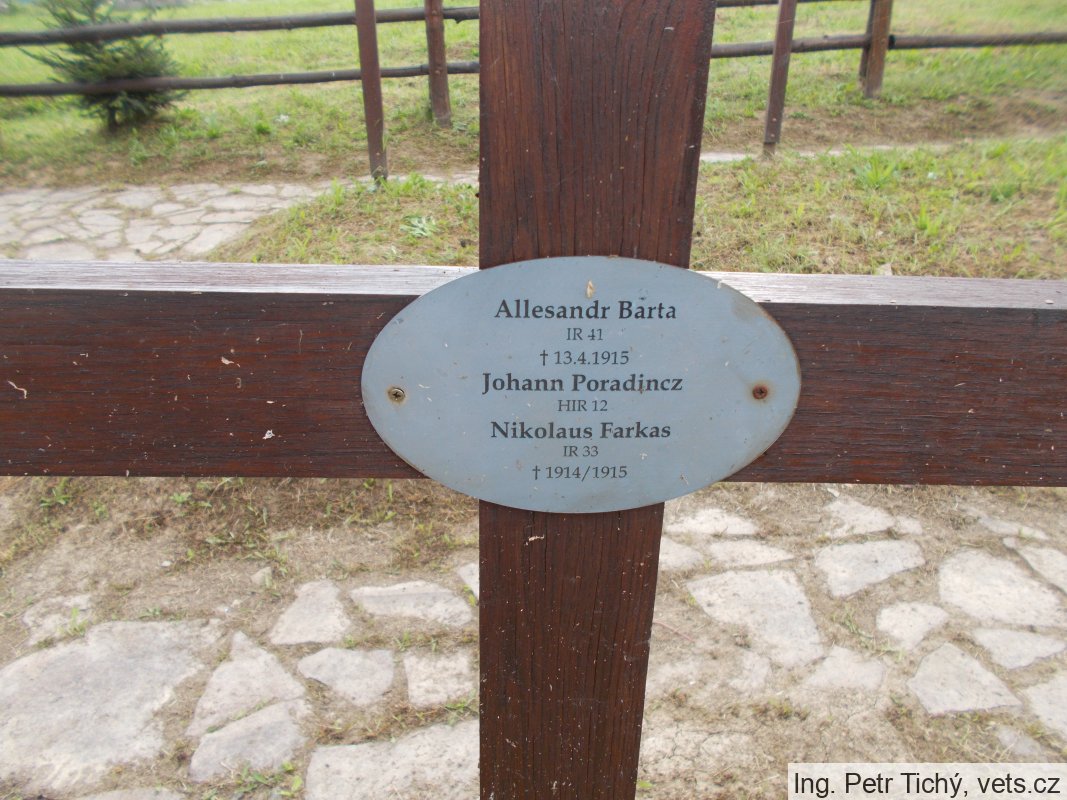 Allesandr Barta
IR 41
† 13.4.1915
Johann Poradincz
HIR 12
Nikolaus Farkas
IR 33
† 1914/1915
Ing. Petr Tichý, vets.cz